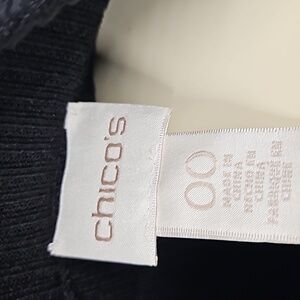 chico's
00
MADE IN
CHINA
HECHO EN
CHINA
FABRIQUÉ EN
CHINE